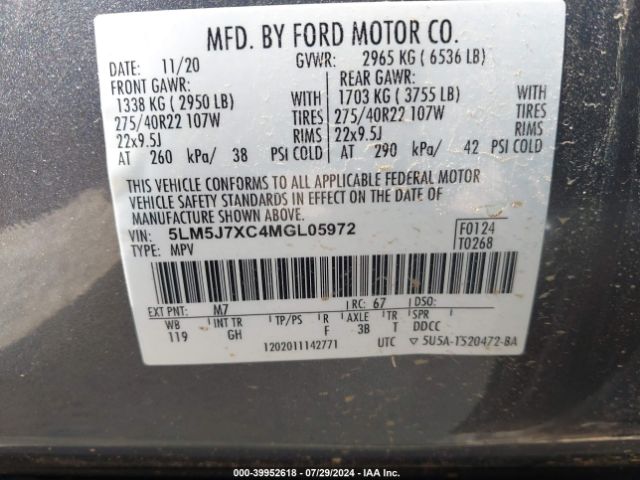 MFD. BY FORD MOTOR CO.
DATE: 11/20 GVWR: 2965 KG ( 6536 LB)
FRONT GAWR: REAR GAWR:
1338 KG ( 2950 LB) WITH 1703 KG ( 3755 LB) WITH
275/40R22 107W TIRES 275/40R22 107W TIRES
22x9.5J RIMS 22x9.5J RIMS
AT 260 kPa/ 38 PSI COLD AT 290 kPa/ 42 PSI COLD
THIS VEHICLE CONFORMS TO ALL APPLICABLE FEDERAL MOTOR
VEHICLE SAFETY STANDARDS IN EFFECT ON THE DATE OF
MANUFACTURE SHOWN ABOVE.
VIN: 5LM5J7XC4MGL05972 F0124
TYPE: MPV T0268
EXT PNT: M7 RC: 67 DSO:
WB INT TR TP/PS R AXLE TR SPR
119 GH F 3B T DDCC
1202011142771 UTC ▽ 5U5A-1520472-BA
000-39952618 - 07/29/2024 - IAA Inc.